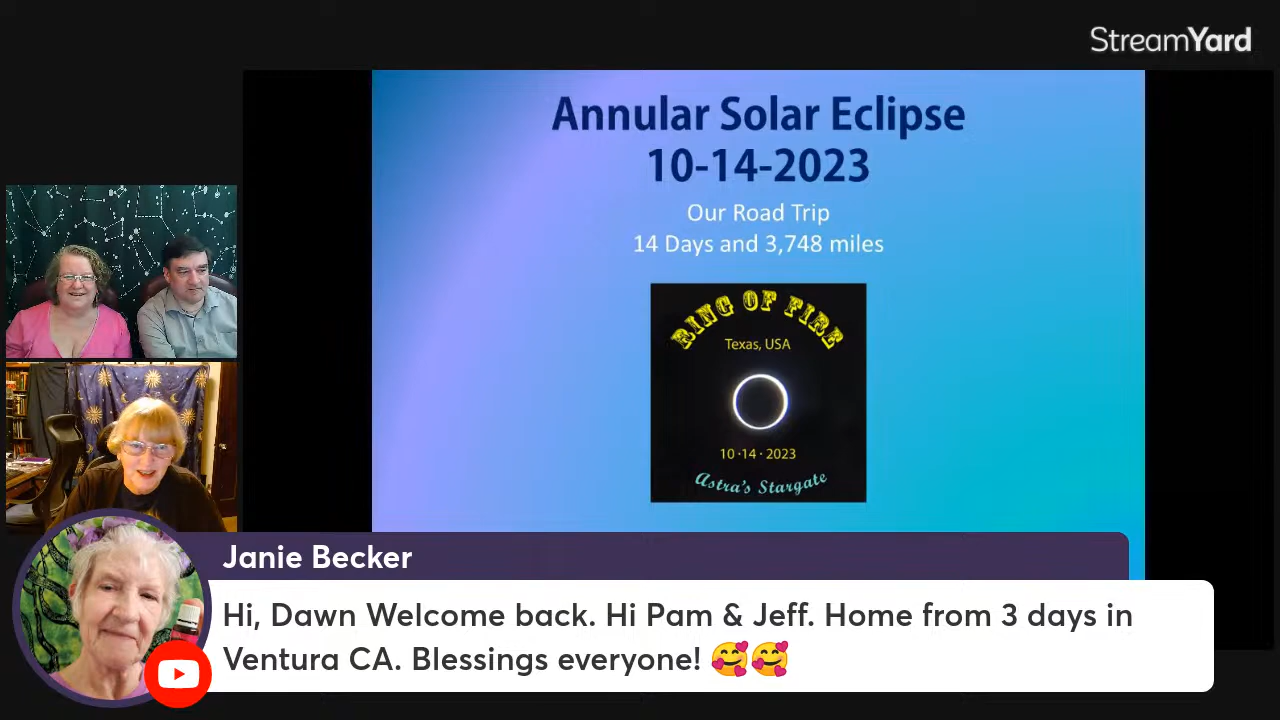 StreamYard
Annular Solar Eclipse
10-14-2023
Our Road Trip
14 Days and 3,748 miles
RING OF FIRE
Texas, USA
10·14·2023
Astra's Stargate
Janie Becker
Hi, Dawn Welcome back. Hi Pam & Jeff. Home from 3 days in
Ventura CA. Blessings everyone! 🥰🥰